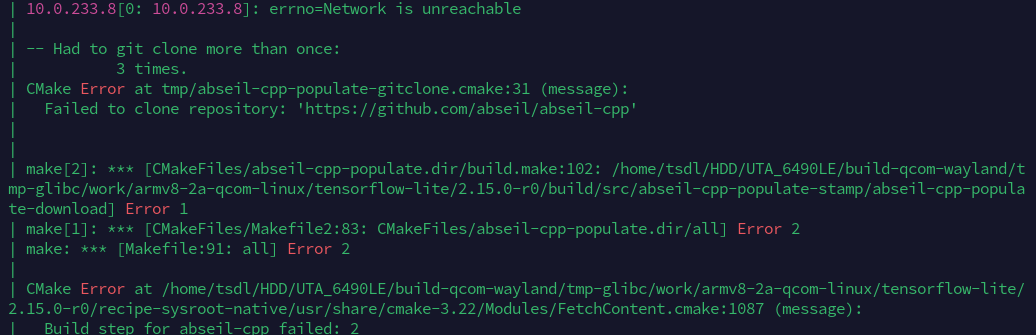 | 10.0.233.8[0: 10.0.233.8]: errno=Network is unreachable
|
| -- Had to git clone more than once:
|           3 times.
| CMake Error at tmp/abseil-cpp-populate-gitclone.cmake:31 (message):
|   Failed to clone repository: 'https://github.com/abseil/abseil-cpp'
|
|
| make[2]: *** [CMakeFiles/abseil-cpp-populate.dir/build.make:102: /home/tsdl/HDD/UTA_6490LE/build-qcom-wayland/t
mp-glibc/work/armv8-2a-qcom-linux/tensorflow-lite/2.15.0-r0/build/src/abseil-cpp-populate-stamp/abseil-cpp-popula
te-download] Error 1
| make[1]: *** [CMakeFiles/Makefile2:83: CMakeFiles/abseil-cpp-populate.dir/all] Error 2
| make: *** [Makefile:91: all] Error 2
|
| CMake Error at /home/tsdl/HDD/UTA_6490LE/build-qcom-wayland/tmp-glibc/work/armv8-2a-qcom-linux/tensorflow-lite/
2.15.0-r0/recipe-sysroot-native/usr/share/cmake-3.22/Modules/FetchContent.cmake:1087 (message):
|   Build step for abseil-cpp failed: 2